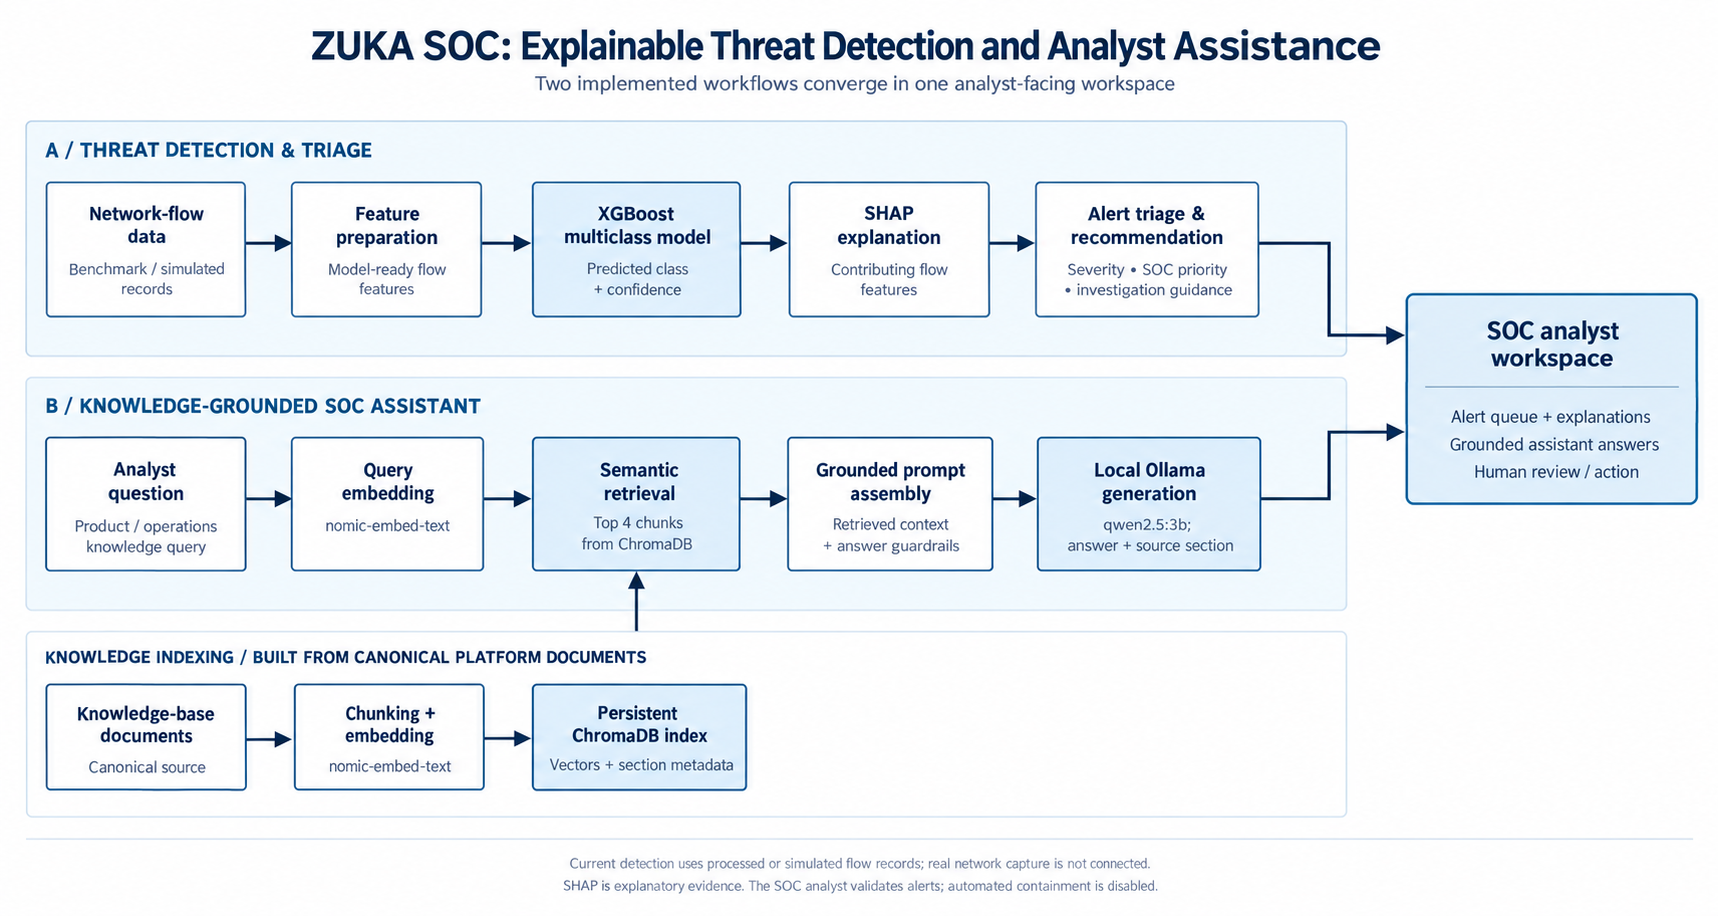 ZUKA SOC: Explainable Threat Detection and Analyst Assistance
Two implemented workflows converge in one analyst-facing workspace
A / THREAT DETECTION & TRIAGE
Network-flow
data
Benchmark / simulated
records
Feature
preparation
Model-ready flow
features
XGBoost
multiclass model
Predicted class
+ confidence
SHAP
explanation
Contributing flow
features
Alert triage &
recommendation
Severity • SOC priority
• investigation guidance
SOC analyst
workspace
Alert queue + explanations
Grounded assistant answers
Human review / action
B / KNOWLEDGE-GROUNDED SOC ASSISTANT
Analyst
question
Product / operations
knowledge query
Query
embedding
nomic-embed-text
Semantic
retrieval
Top 4 chunks
from ChromaDB
Grounded prompt
assembly
Retrieved context
+ answer guardrails
Local Ollama
generation
qwen2.5:3b;
answer + source section
KNOWLEDGE INDEXING / BUILT FROM CANONICAL PLATFORM DOCUMENTS
Knowledge-base
documents
Canonical source
Chunking +
embedding
nomic-embed-text
Persistent
ChromaDB index
Vectors + section metadata
Current detection uses processed or simulated flow records; real network capture is not connected.
SHAP is explanatory evidence. The SOC analyst validates alerts; automated containment is disabled.